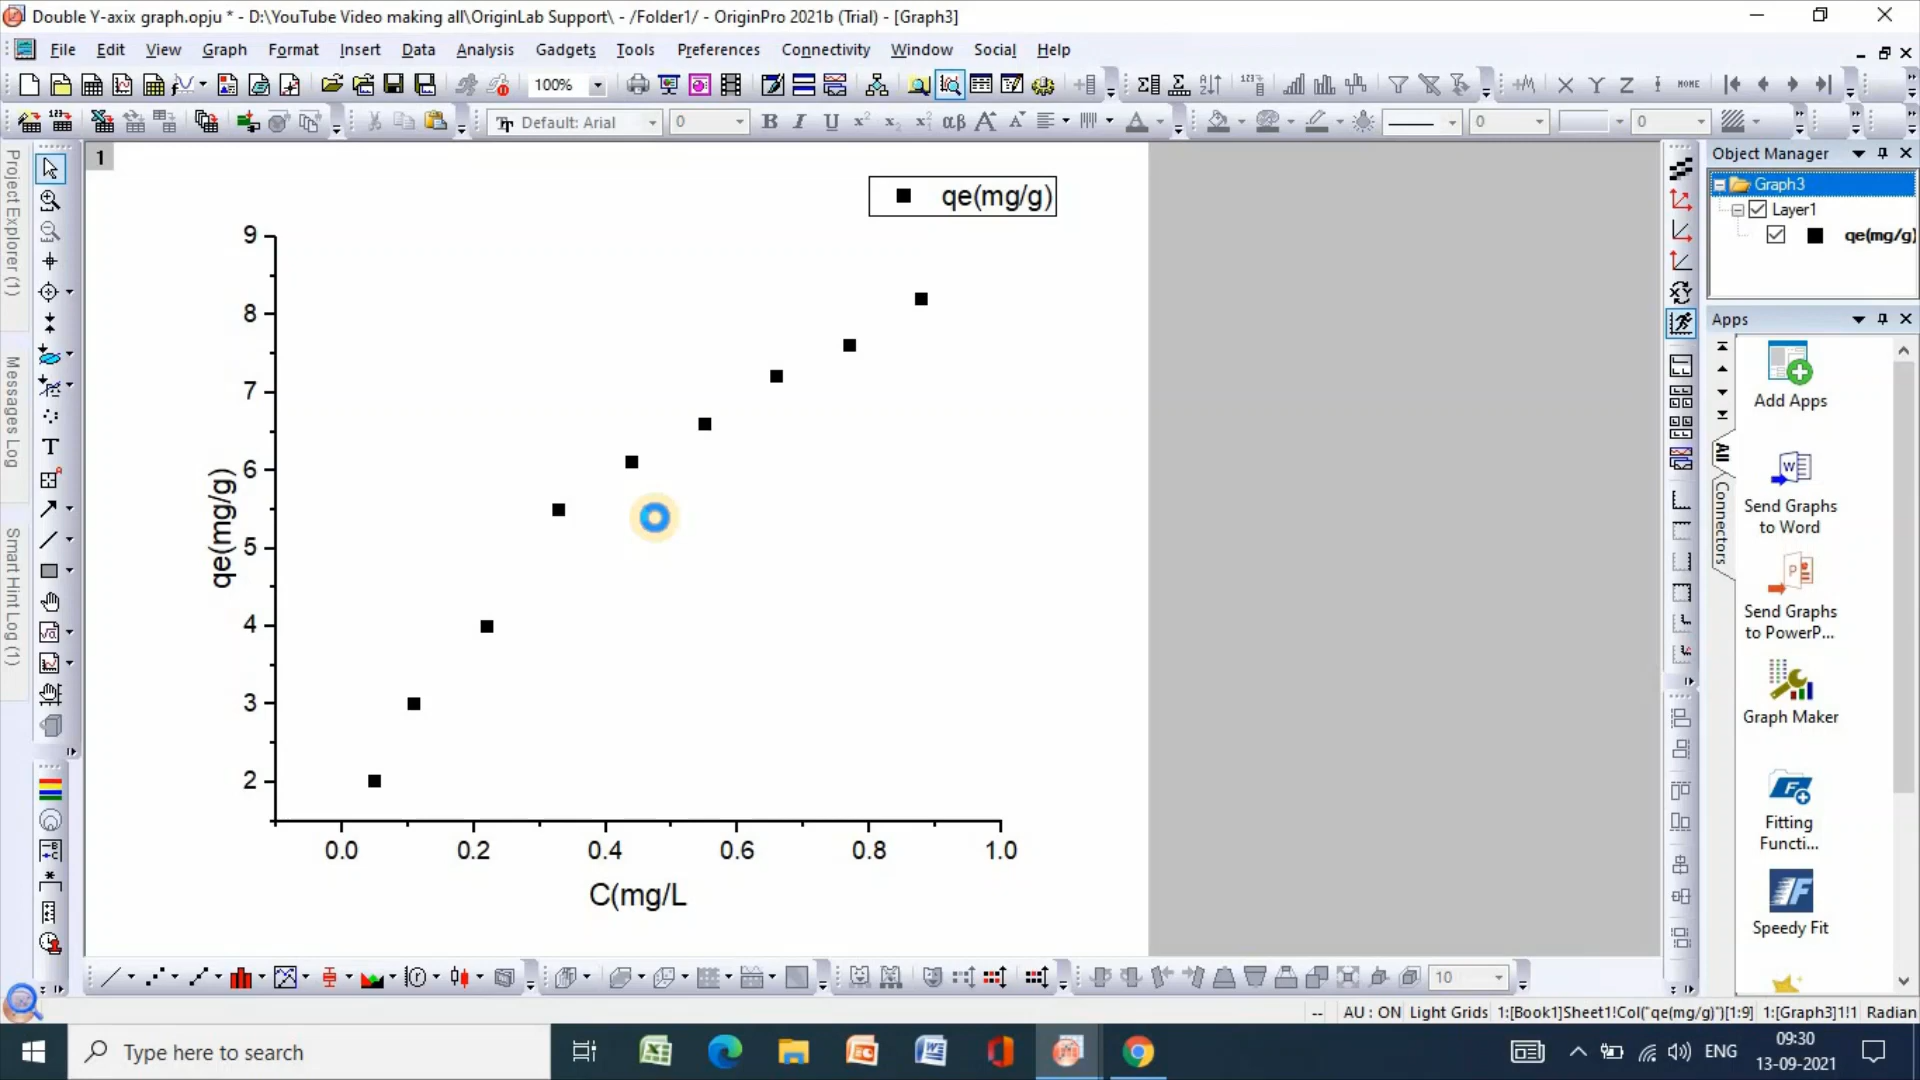 Double Y-axix graph.opju * - D:\YouTube Video making all\OriginLab Support\ - /Folder1/ - OriginPro 2021b (Trial) - [Graph3]
File Edit View Graph Format Insert Data Analysis Gadgets Tools Preferences Connectivity Window Social Help
100%
X Y Z HOME
Default: Arial 0 B I U αβ A A A 0 0
Project Explorer (1)
Messages Log
Smart Hint Log (1)
1
qe(mg/g)
9
8
7
6
5
4
3
2
qe(mg/g)
0.0 0.2 0.4 0.6 0.8 1.0
C(mg/L
T
Object Manager
Graph3
Layer1
qe(mg/g)
Apps
All
Connectors
Add Apps
Send Graphs
to Word
Send Graphs
to PowerP...
Graph Maker
Fitting
Functi...
Speedy Fit
10
-- AU : ON Light Grids 1:[Book1]Sheet1!Col("qe(mg/g)")[1:9] 1:[Graph3]1!1 Radian
Type here to search
ENG
09:30
13-09-2021